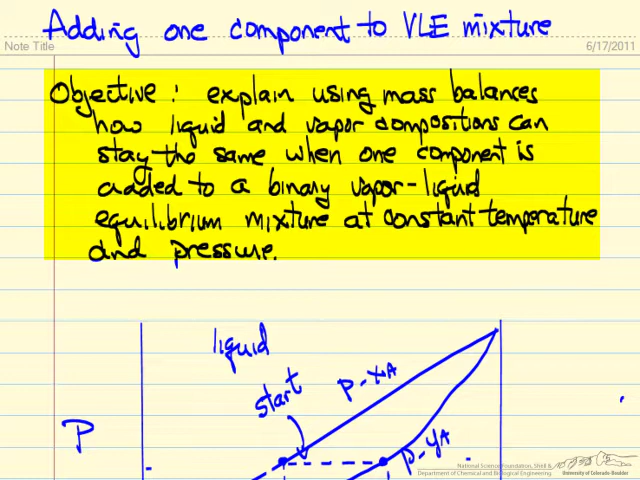 Adding one component to VLE mixture
Note Title
6/17/2011
Objective: explain using mass balances
how liquid and vapor compositions can
stay the same when one component is
added to a binary vapor-liquid
equilibrium mixture at constant temperature
and pressure.
liquid
start
P-XA
P
P-yA
National Science Foundation, Shell &
Department of Chemical and Biological Engineering
University of Colorado-Boulder